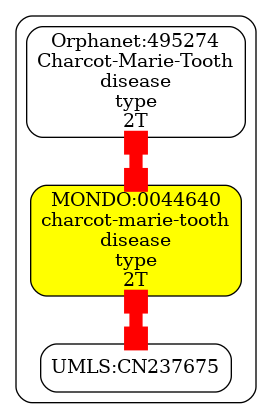 Orphanet:495274
Charcot-Marie-Tooth
disease
type
2T
MONDO:0044640
charcot-marie-tooth
disease
type
2T
UMLS:CN237675